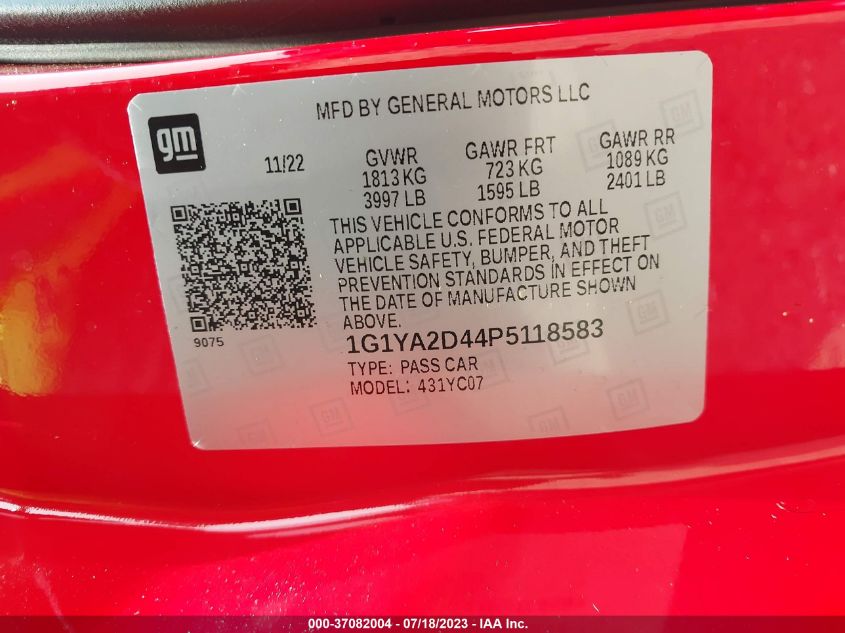 MFD BY GENERAL MOTORS LLC
gm
11/22
GVWR
1813 KG
3997 LB
GAWR FRT
723 KG
1595 LB
GAWR RR
1089 KG
2401 LB
THIS VEHICLE CONFORMS TO ALL
APPLICABLE U.S. FEDERAL MOTOR
VEHICLE SAFETY, BUMPER, AND THEFT
PREVENTION STANDARDS IN EFFECT ON
THE DATE OF MANUFACTURE SHOWN
ABOVE.
9075
1G1YA2D44P5118583
TYPE: PASS CAR
MODEL: 431YC07
000-37082004 - 07/18/2023 - IAA Inc.